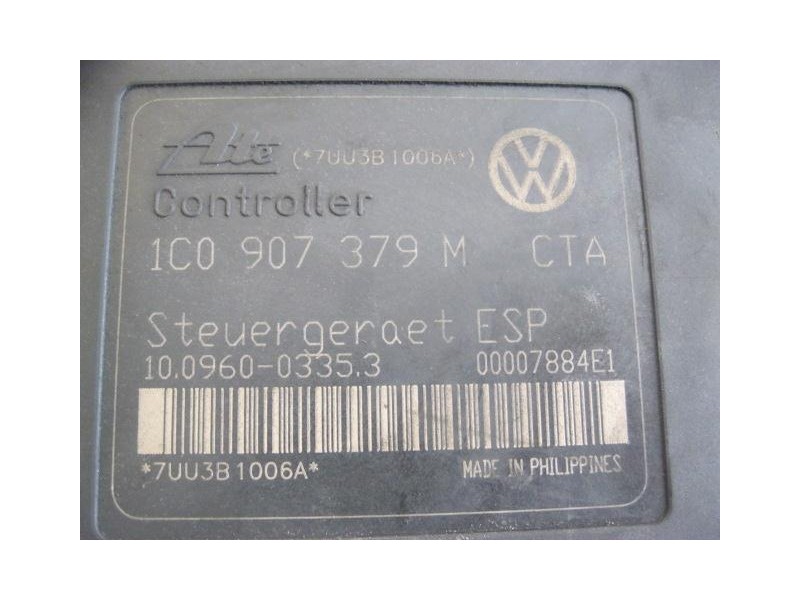 Ate (*7UU3B1006A*)
Controller
1C0 907 379 M CTA
Steuergeraet ESP
10.0960-0335.3 00007884E1
*7UU3B1006A* MADE IN PHILIPPINES